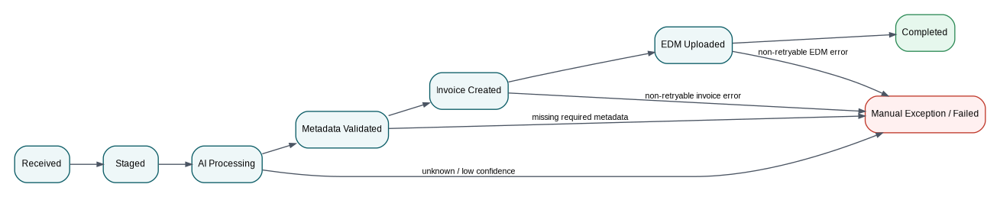 Received
Staged
AI Processing
Metadata Validated
Invoice Created
EDM Uploaded
Completed
Manual Exception / Failed
non-retryable EDM error
non-retryable invoice error
missing required metadata
unknown / low confidence